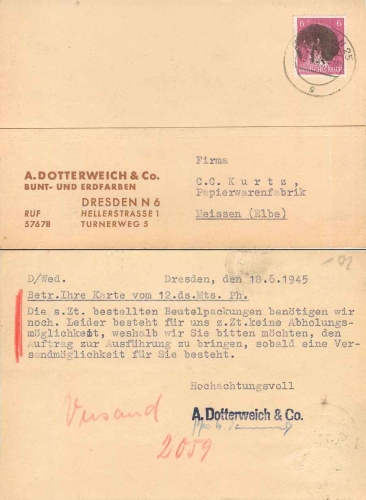 6
6
A. DOTTERWEICH & Co.
BUNT- UND ERDFARBEN
DRESDEN N 6
RUF HELLERSTRASSE 1
57678 TURNERWEG 5
Firma
C.C. K u r t z ,
Papierwarenfabrik
Meissen (Elbe)
D/Wed. Dresden, den 18.6.1945
Betr.Ihre Karte vom 12.ds.Mts. Ph.
Die s.Zt. bestellten Beutelpackungen benötigen wir
noch. Leider besteht für uns z.Zt.keine Abholungs-
möglichkeit, weshalb wir Sie bitten möchten, den
Auftrag zur Ausführung zu bringen, sobald eine Ver-
sandmöglichkeit für Sie besteht.
Hochachtungsvoll
A. Dotterweich & Co.
Versand
2059